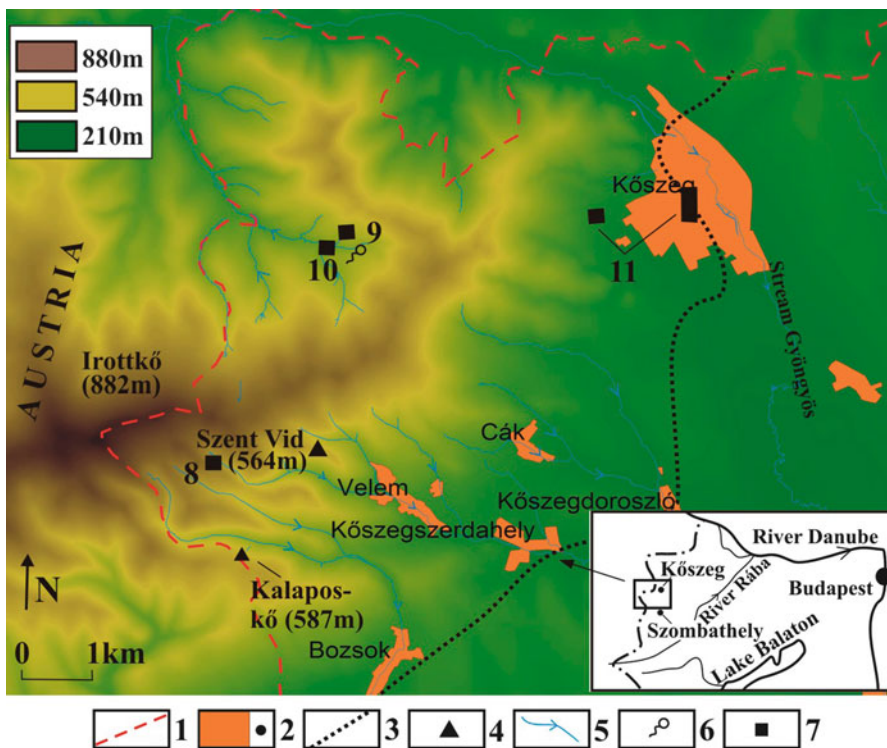 880m
540m
210m
Kőszeg
9
10
11
AUSTRIA
Irottkő
(882m)
Stream Gyöngyös
Szent Vid
(564m)
8
Cák
Velem
Kőszegdoroszló
Kőszegszerdahely
N
Kalapos-
kő (587m)
0 1km
Bozsok
River Danube
Kőszeg
Budapest
River Rába
Szombathely
Lake Balaton
1 2 3 4 5 6 7